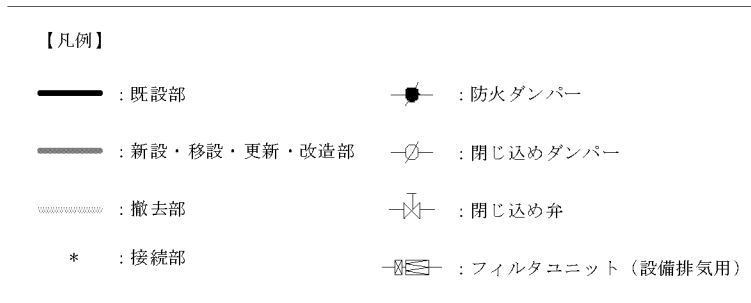 【凡例】
：既設部
：新設・移設・更新・改造部
：撤去部
* ：接続部
：防火ダンパー
：閉じ込めダンパー
：閉じ込め弁
：フィルタユニット（設備排気用）